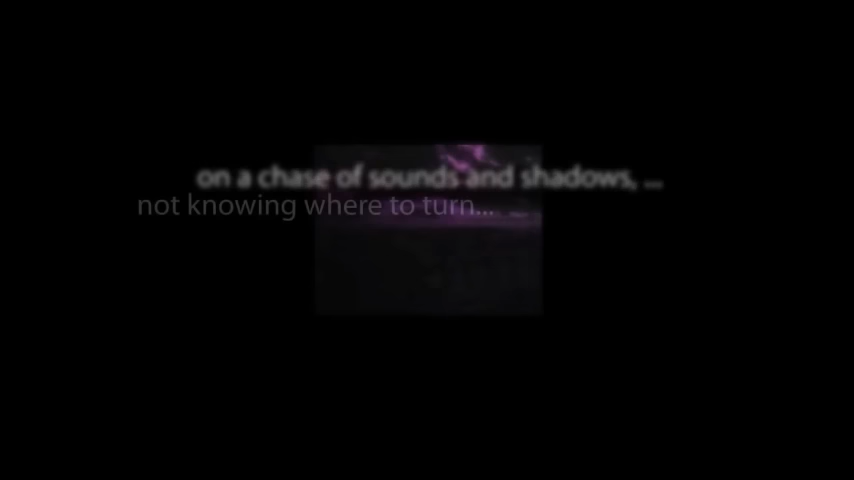 on a chase of sounds and shadows, ...
not knowing where to turn...